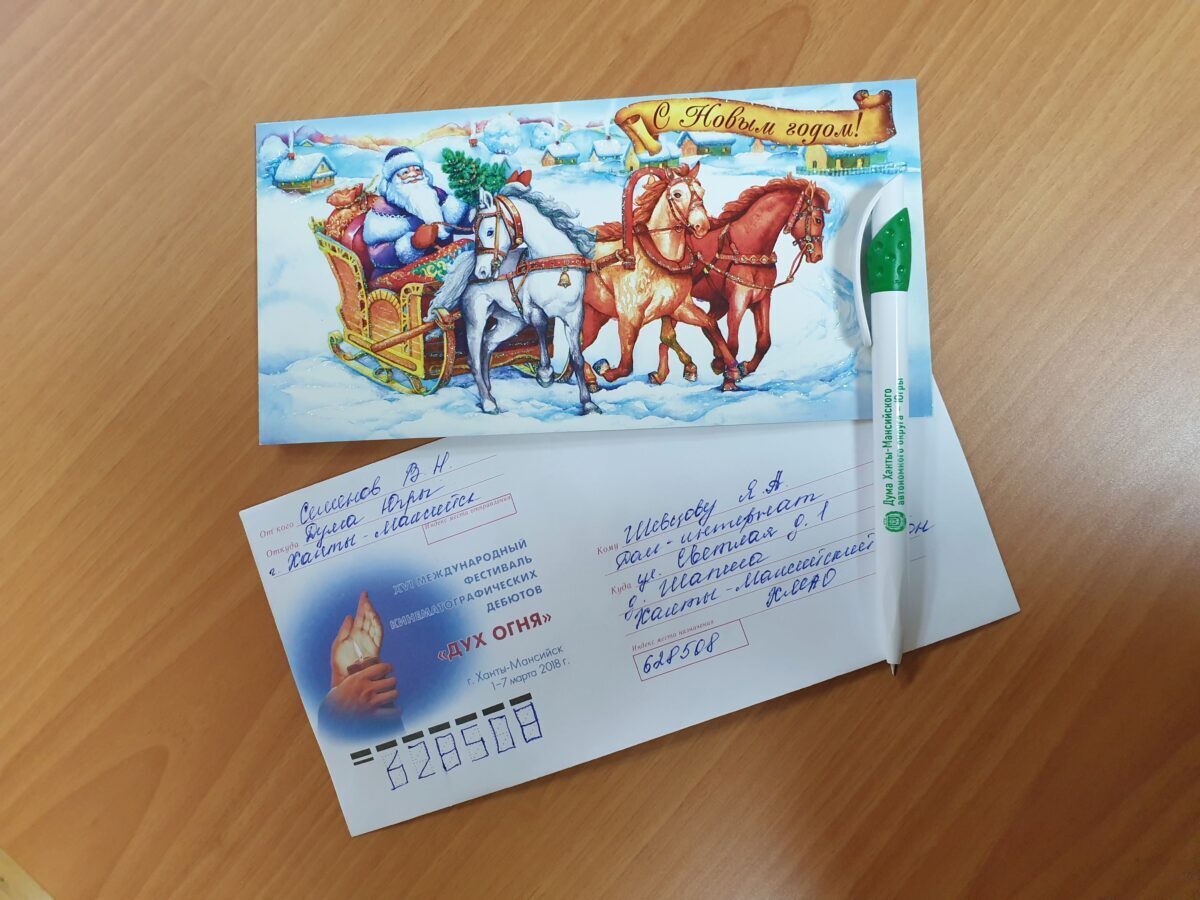 С Новым годом!
Дума Ханты-Мансийского
автономного округа – Югры
От кого Семенов В. Н.
Дума Югры
Откуда
г. Ханты-Мансийск
Индекс места отправления
XVI МЕЖДУНАРОДНЫЙ
ФЕСТИВАЛЬ
КИНЕМАТОГРАФИЧЕСКИХ
ДЕБЮТОВ
«ДУХ ОГНЯ»
г. Ханты-Мансийск
1–7 марта 2018 г.
628508
Кому Шевцову Я. А.
Дом-интернат
Куда ул. Светлая д. 1
д. Шапша
Ханты-Мансийский
ХМАО
Индекс места назначения
628508